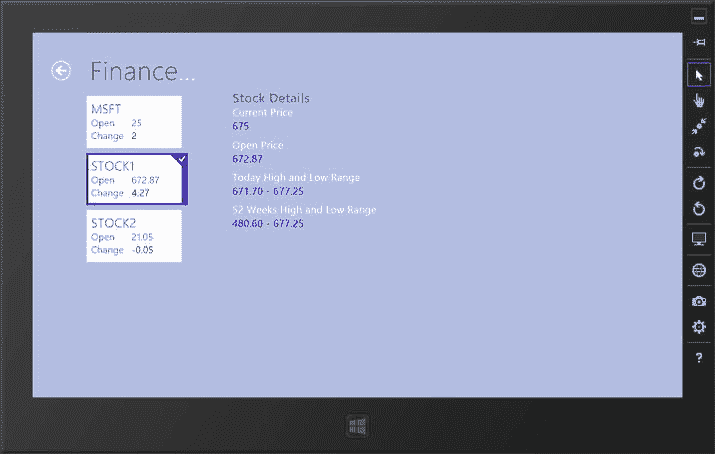 Finance...
MSFT
Open 25
Change 2
STOCK1
Open 672.87
Change 4.27
STOCK2
Open 21.05
Change -0.05
Stock Details
Current Price
675
Open Price
672.87
Today High and Low Range
671.70 - 677.25
52 Weeks High and Low Range
480.60 - 677.25
?